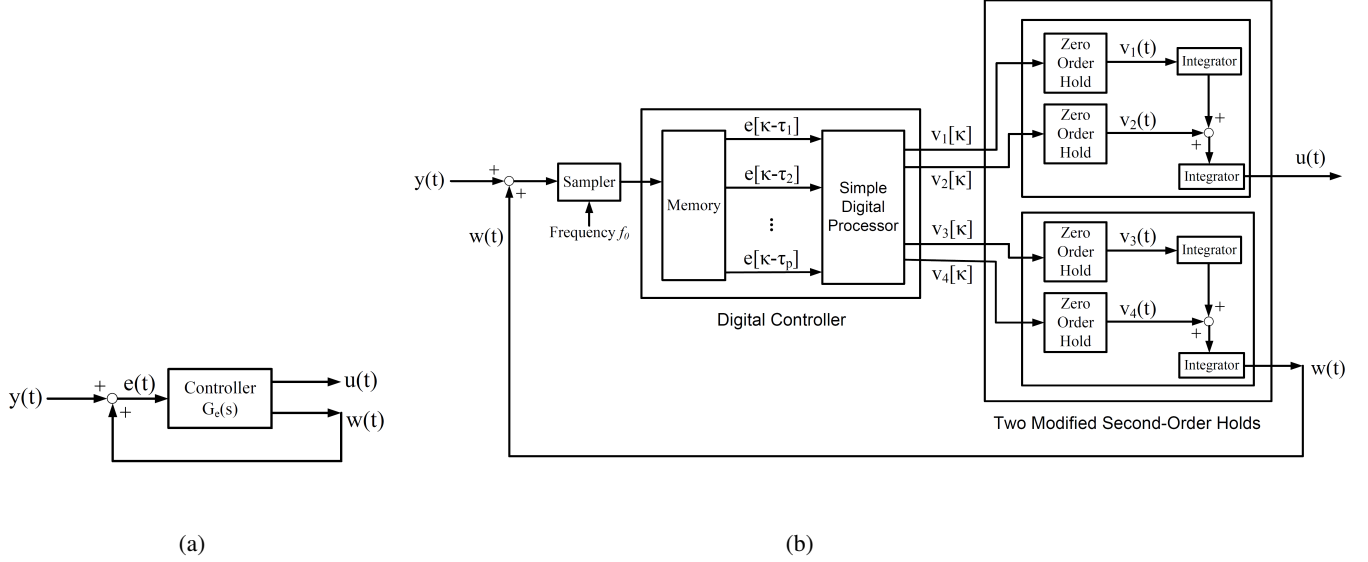 y(t)
+
e(t)
+
Controller
Gₑ(s)
u(t)
w(t)
(a)
y(t)
+
+
w(t)
Sampler
Frequency f₀
Memory
e[κ-τ₁]
e[κ-τ₂]
⋮
e[κ-τₚ]
Simple
Digital
Processor
Digital Controller
v₁[κ]
v₂[κ]
v₃[κ]
v₄[κ]
Zero
Order
Hold
v₁(t)
Integrator
+
Zero
Order
Hold
v₂(t)
+
Integrator
u(t)
Zero
Order
Hold
v₃(t)
Integrator
+
Zero
Order
Hold
v₄(t)
+
Integrator
w(t)
Two Modified Second-Order Holds
(b)